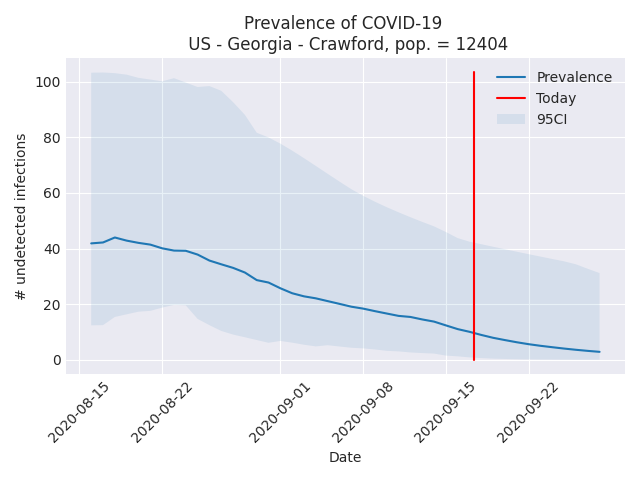 Prevalence of COVID-19
US - Georgia - Crawford, pop. = 12404
Prevalence
Today
95CI
# undetected infections
100
80
60
40
20
0
2020-08-15
2020-08-22
2020-09-01
2020-09-08
2020-09-15
2020-09-22
Date